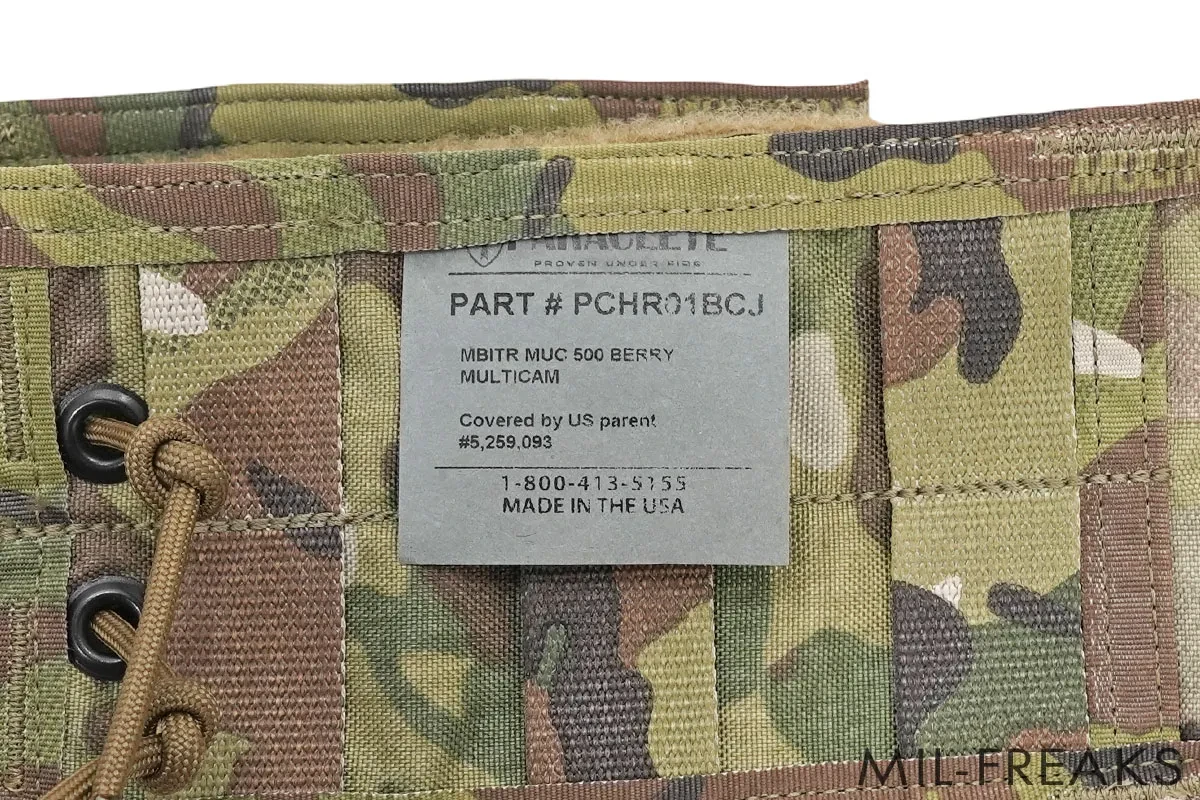 PARACLETE
PROVEN UNDER FIRE
PART # PCHR01BCJ
MBITR MUC 500 BERRY
MULTICAM
Covered by US parent
#5,259,093
1-800-413-5155
MADE IN THE USA
MIL-FREAKS